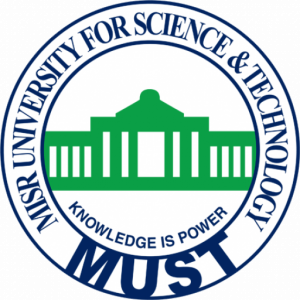 MISR UNIVERSITY FOR SCIENCE & TECHNOLOGY
KNOWLEDGE IS POWER
MUST